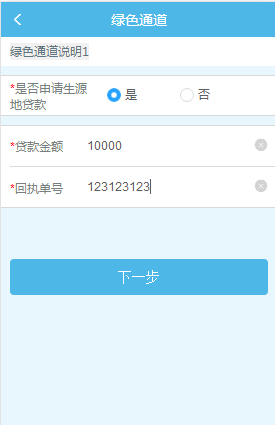 绿色通道
绿色通道说明1
*是否申请生源
地贷款
是 否
*贷款金额 10000
*回执单号 123123123
下一步